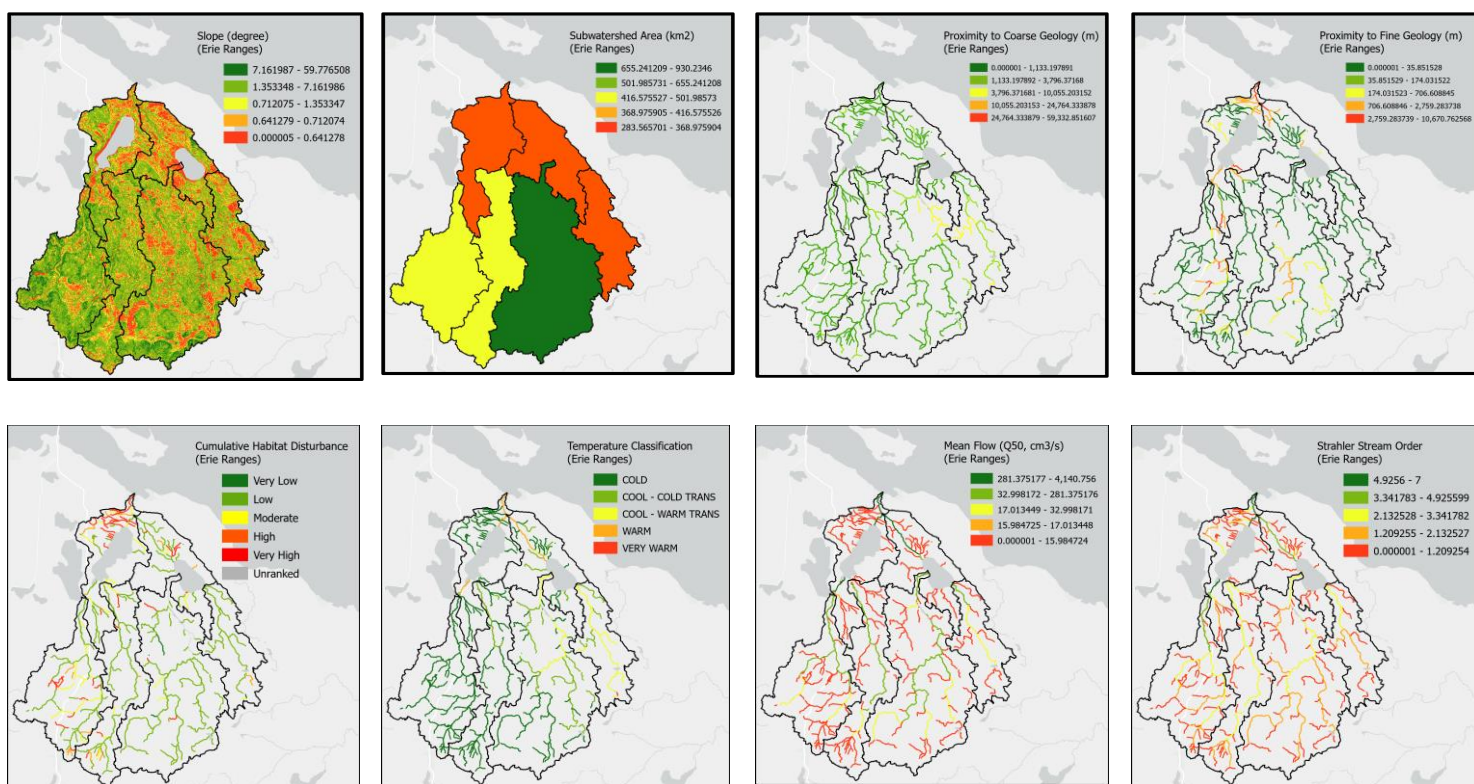 Slope (degree)
(Erie Ranges)
7.161987 - 59.776508
1.353348 - 7.161986
0.712075 - 1.353347
0.641279 - 0.712074
0.000005 - 0.641278
Subwatershed Area (km2)
(Erie Ranges)
655.241209 - 930.2346
501.985731 - 655.241208
416.575527 - 501.98573
368.975905 - 416.575526
283.565701 - 368.975904
Proximity to Coarse Geology (m)
(Erie Ranges)
0.000001 - 1,133.197891
1,133.197892 - 3,796.37168
3,796.371681 - 10,055.203152
10,055.203153 - 24,764.333878
24,764.333879 - 59,332.851607
Proximity to Fine Geology (m)
(Erie Ranges)
0.000001 - 35.851528
35.851529 - 174.031522
174.031523 - 706.608845
706.608846 - 2,759.283738
2,759.283739 - 10,670.762568
Cumulative Habitat Disturbance
(Erie Ranges)
Very Low
Low
Moderate
High
Very High
Unranked
Temperature Classification
(Erie Ranges)
COLD
COOL - COLD TRANS
COOL - WARM TRANS
WARM
VERY WARM
Mean Flow (Q50, cm3/s)
(Erie Ranges)
281.375177 - 4,140.756
32.998172 - 281.375176
17.013449 - 32.998171
15.984725 - 17.013448
0.000001 - 15.984724
Strahler Stream Order
(Erie Ranges)
4.9256 - 7
3.341783 - 4.925599
2.132528 - 3.341782
1.209255 - 2.132527
0.000001 - 1.209254